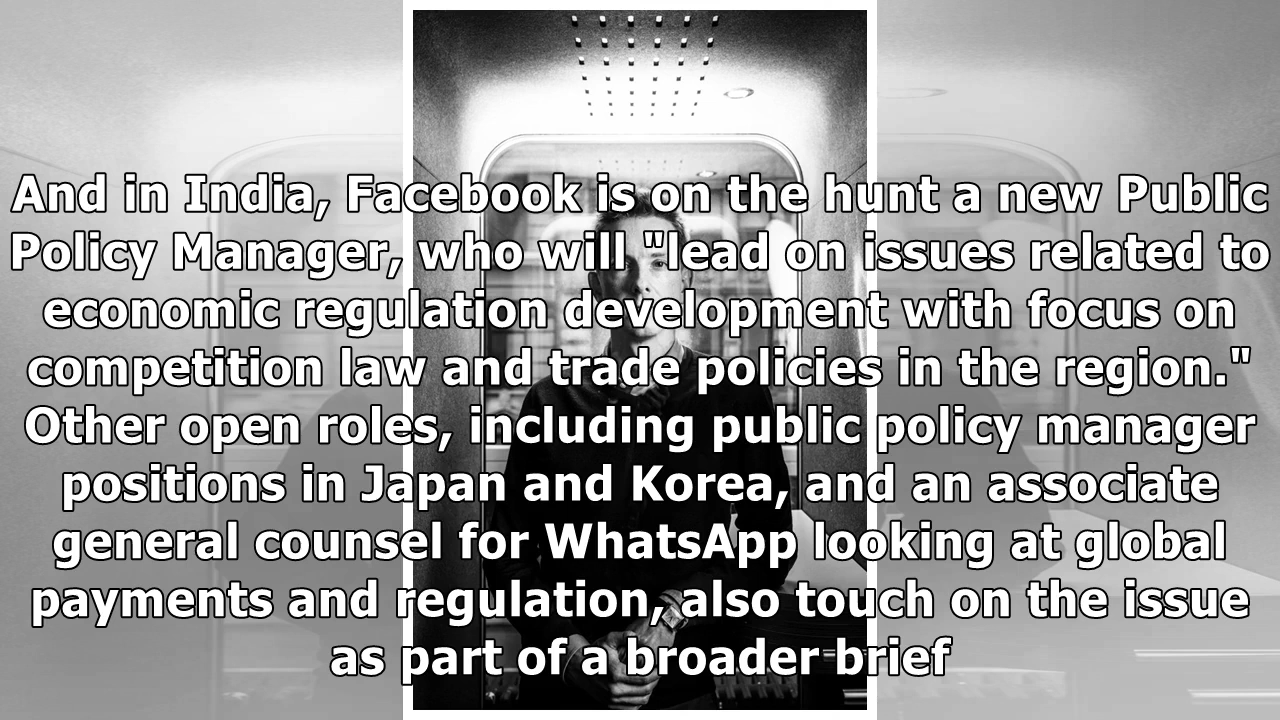 And in India, Facebook is on the hunt a new Public
Policy Manager, who will "lead on issues related to
economic regulation development with focus on
competition law and trade policies in the region."
Other open roles, including public policy manager
positions in Japan and Korea, and an associate
general counsel for WhatsApp looking at global
payments and regulation, also touch on the issue
as part of a broader brief